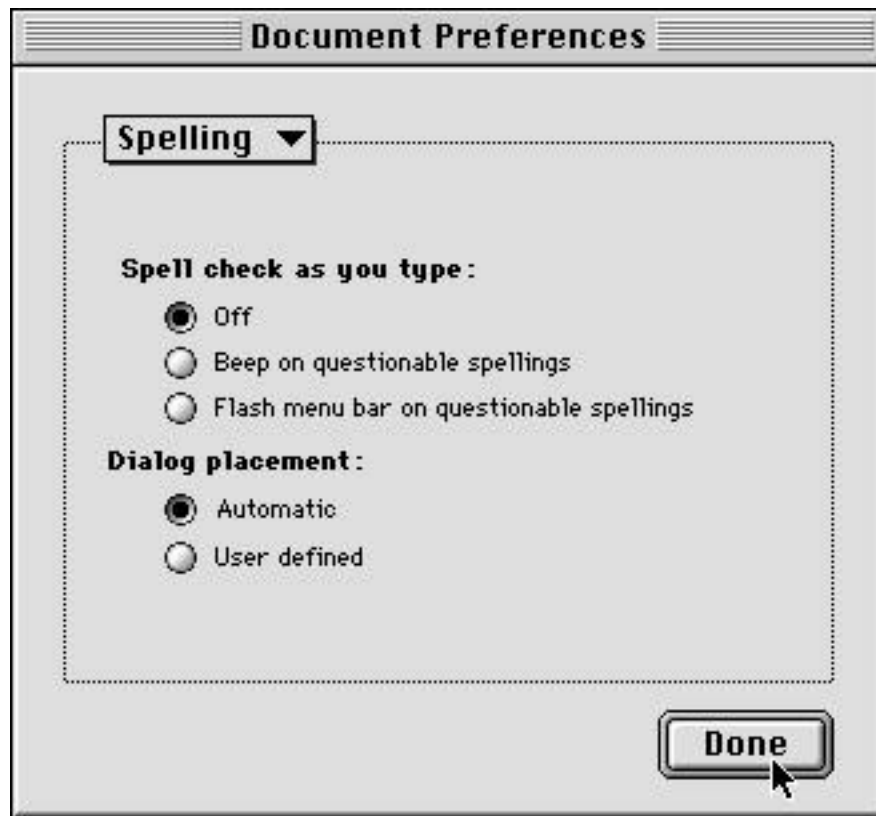 Document Preferences
Spelling
Spell check as you type:
Off
Beep on questionable spellings
Flash menu bar on questionable spellings
Dialog placement:
Automatic
User defined
Done